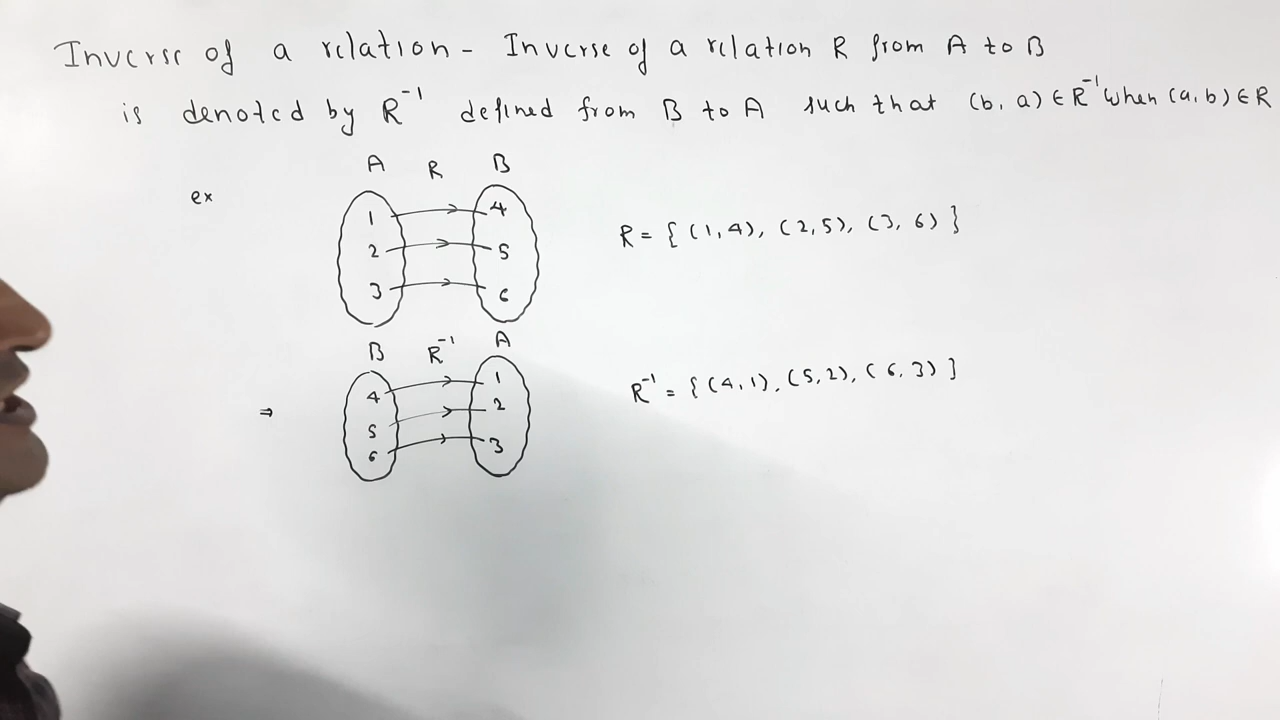 Inverse of a relation - Inverse of a relation R from A to B
is denoted by R⁻¹ defined from B to A such that (b, a) ∈ R⁻¹ when (a, b) ∈ R
A R B
ex
1 4
2 5
3 6
R = { (1,4), (2,5), (3, 6) }
B R⁻¹ A
⇒
4 1
5 2
6 3
R⁻¹ = { (4,1), (5,2), (6,3) }